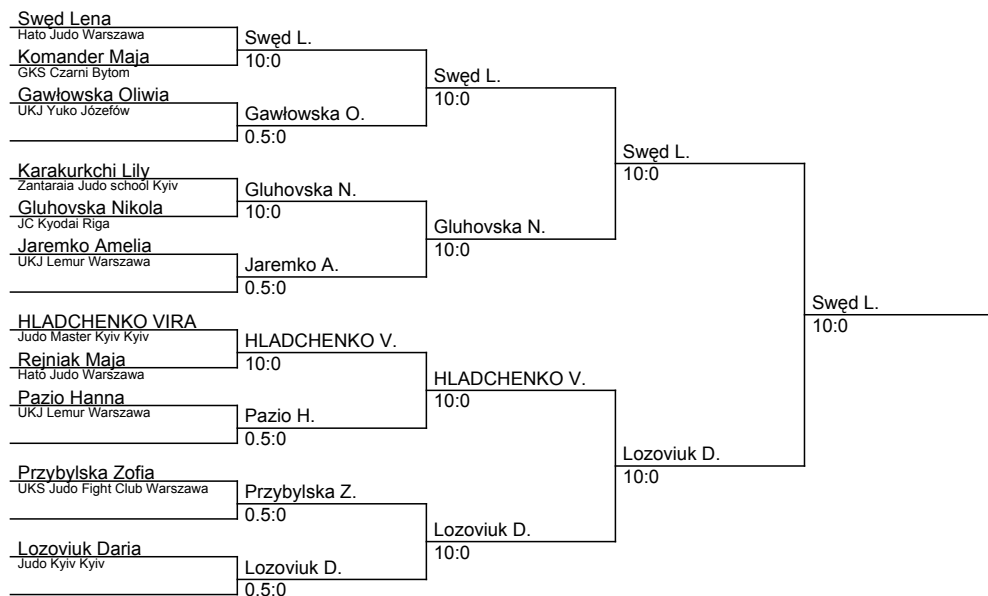 Swęd Lena
Hato Judo Warszawa
Komander Maja
GKS Czarni Bytom
Gawłowska Oliwia
UKJ Yuko Józefów
Karakurkchi Lily
Zantaraia Judo school Kyiv
Gluhovska Nikola
JC Kyodai Riga
Jaremko Amelia
UKJ Lemur Warszawa
HLADCHENKO VIRA
Judo Master Kyiv Kyiv
Rejniak Maja
Hato Judo Warszawa
Pazio Hanna
UKJ Lemur Warszawa
Przybylska Zofia
UKS Judo Fight Club Warszawa
Lozoviuk Daria
Judo Kyiv Kyiv
Swęd L.
10:0
Gawłowska O.
0.5:0
Gluhovska N.
10:0
Jaremko A.
0.5:0
HLADCHENKO V.
10:0
Pazio H.
0.5:0
Przybylska Z.
0.5:0
Lozoviuk D.
0.5:0
Swęd L.
10:0
Gluhovska N.
10:0
HLADCHENKO V.
10:0
Lozoviuk D.
10:0
Swęd L.
10:0
Lozoviuk D.
10:0
Swęd L.
10:0